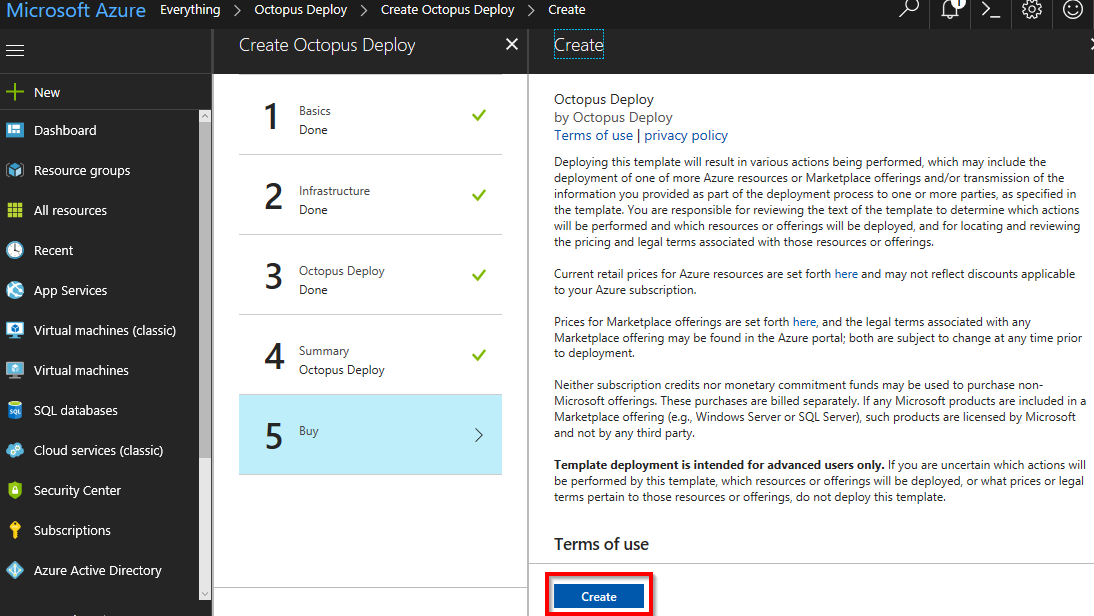 Microsoft Azure Everything > Octopus Deploy > Create Octopus Deploy > Create
1
New
Dashboard
Resource groups
All resources
Recent
App Services
Virtual machines (classic)
Virtual machines
SQL databases
Cloud services (classic)
Security Center
Subscriptions
Azure Active Directory
Create Octopus Deploy
1 Basics
Done
2 Infrastructure
Done
3 Octopus Deploy
Done
4 Summary
Octopus Deploy
5 Buy
Create
Octopus Deploy
by Octopus Deploy
Terms of use | privacy policy
Deploying this template will result in various actions being performed, which may include the
deployment of one of more Azure resources or Marketplace offerings and/or transmission of the
information you provided as part of the deployment process to one or more parties, as specified in
the template. You are responsible for reviewing the text of the template to determine which actions
will be performed and which resources or offerings will be deployed, and for locating and reviewing
the pricing and legal terms associated with those resources or offerings.
Current retail prices for Azure resources are set forth here and may not reflect discounts applicable
to your Azure subscription.
Prices for Marketplace offerings are set forth here, and the legal terms associated with any
Marketplace offering may be found in the Azure portal; both are subject to change at any time prior
to deployment.
Neither subscription credits nor monetary commitment funds may be used to purchase non-
Microsoft offerings. These purchases are billed separately. If any Microsoft products are included in a
Marketplace offering (e.g., Windows Server or SQL Server), such products are licensed by Microsoft
and not by any third party.
Template deployment is intended for advanced users only. If you are uncertain which actions will
be performed by this template, which resources or offerings will be deployed, or what prices or legal
terms pertain to those resources or offerings, do not deploy this template.
Terms of use
Create